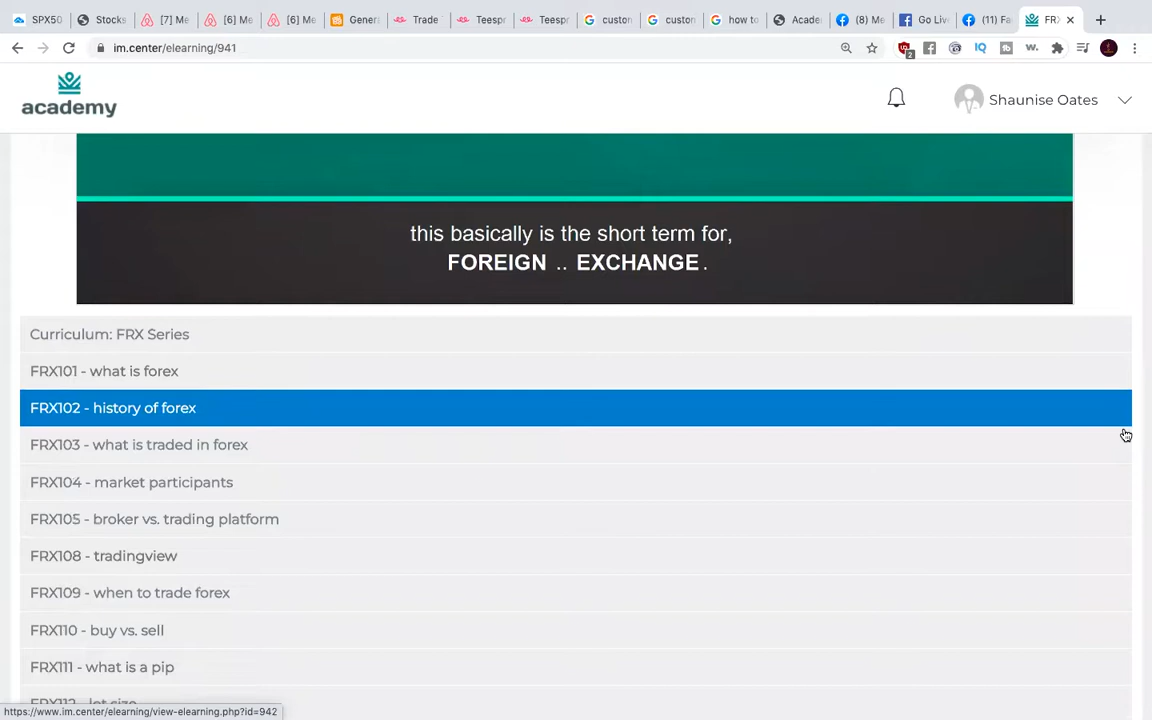 SPX50
Stocks
[7] Me
[6] Me
[6] Me
Gener
Trade
Teespr
Teespr
custon
custon
how to
Acade
(8) Me
Go Liv
(11) Fa
FR
im.center/elearning/941
academy
Shaunise Oates
this basically is the short term for,
FOREIGN .. EXCHANGE.
Curriculum: FRX Series
FRX101 - what is forex
FRX102 - history of forex
FRX103 - what is traded in forex
FRX104 - market participants
FRX105 - broker vs. trading platform
FRX108 - tradingview
FRX109 - when to trade forex
FRX110 - buy vs. sell
FRX111 - what is a pip
FRX112 - lot size
https://www.im.center/elearning/view-elearning.php?id=942